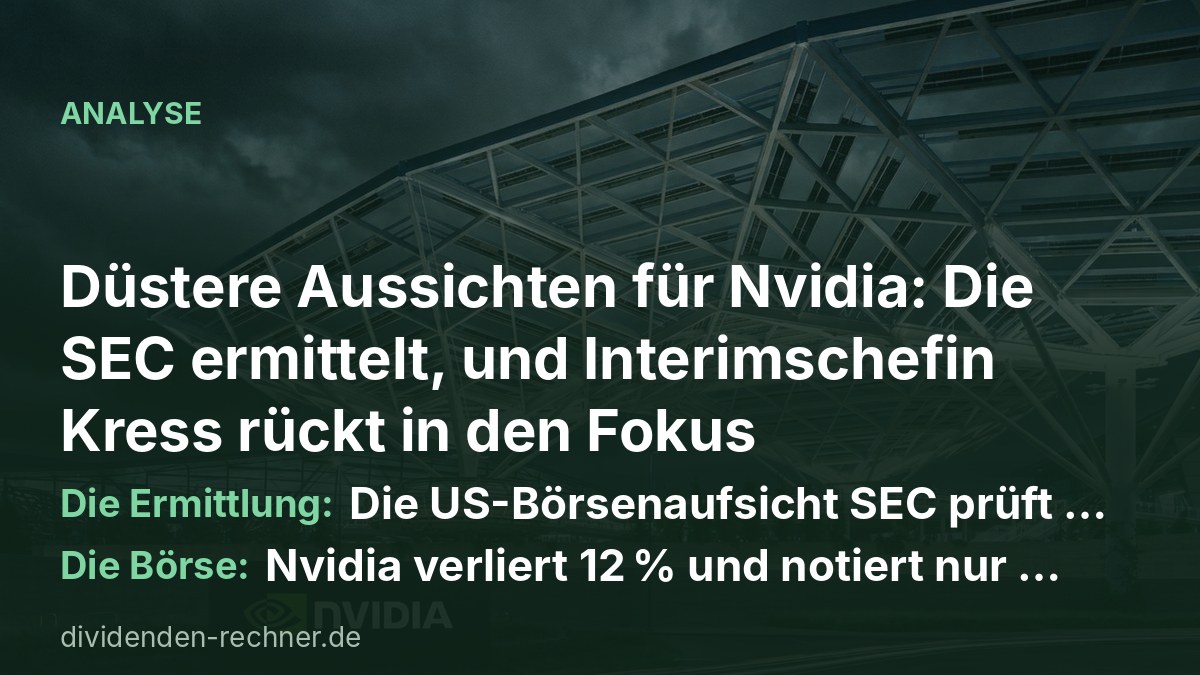 ANALYSE
Düstere Aussichten für Nvidia: Die
SEC ermittelt, und Interimschefin
Kress rückt in den Fokus
Die Ermittlung: Die US-Börsenaufsicht SEC prüft …
Die Börse: Nvidia verliert 12 % und notiert nur …
NVIDIA
dividenden-rechner.de